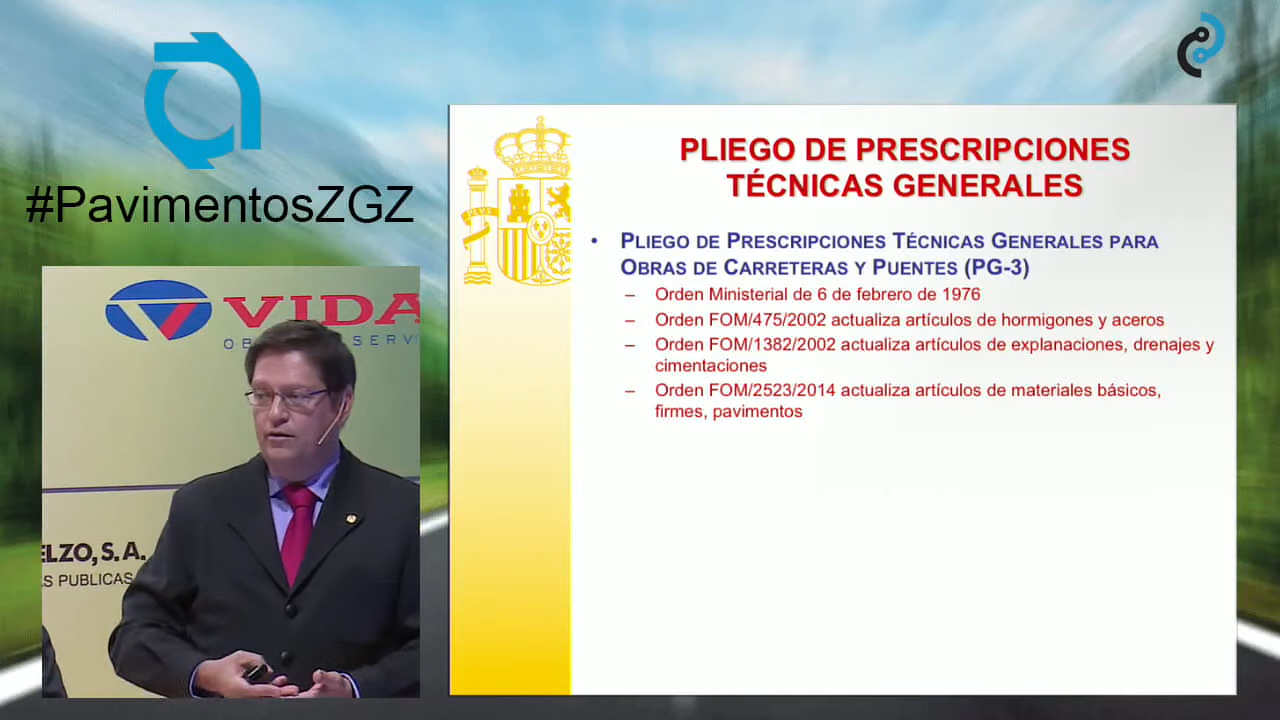 #PavimentosZGZ
VIDA
ELZO, S. A.
S PUBLICAS
PLIEGO DE PRESCRIPCIONES
TÉCNICAS GENERALES
• PLIEGO DE PRESCRIPCIONES TÉCNICAS GENERALES PARA
OBRAS DE CARRETERAS Y PUENTES (PG-3)
– Orden Ministerial de 6 de febrero de 1976
– Orden FOM/475/2002 actualiza artículos de hormigones y aceros
– Orden FOM/1382/2002 actualiza artículos de explanaciones, drenajes y
cimentaciones
– Orden FOM/2523/2014 actualiza artículos de materiales básicos,
firmes, pavimentos